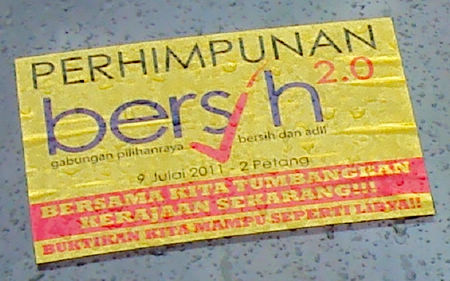 PERHIMPUNAN
bersih 2.0
gabungan pilihanraya bersih dan adil
9 Julai 2011 - 2 Petang
BERSAMA KITA TUMBANGKAN
KERAJAAN SEKARANG!!!
BUKTIKAN KITA MAMPU SEPERTI LIBYA!!